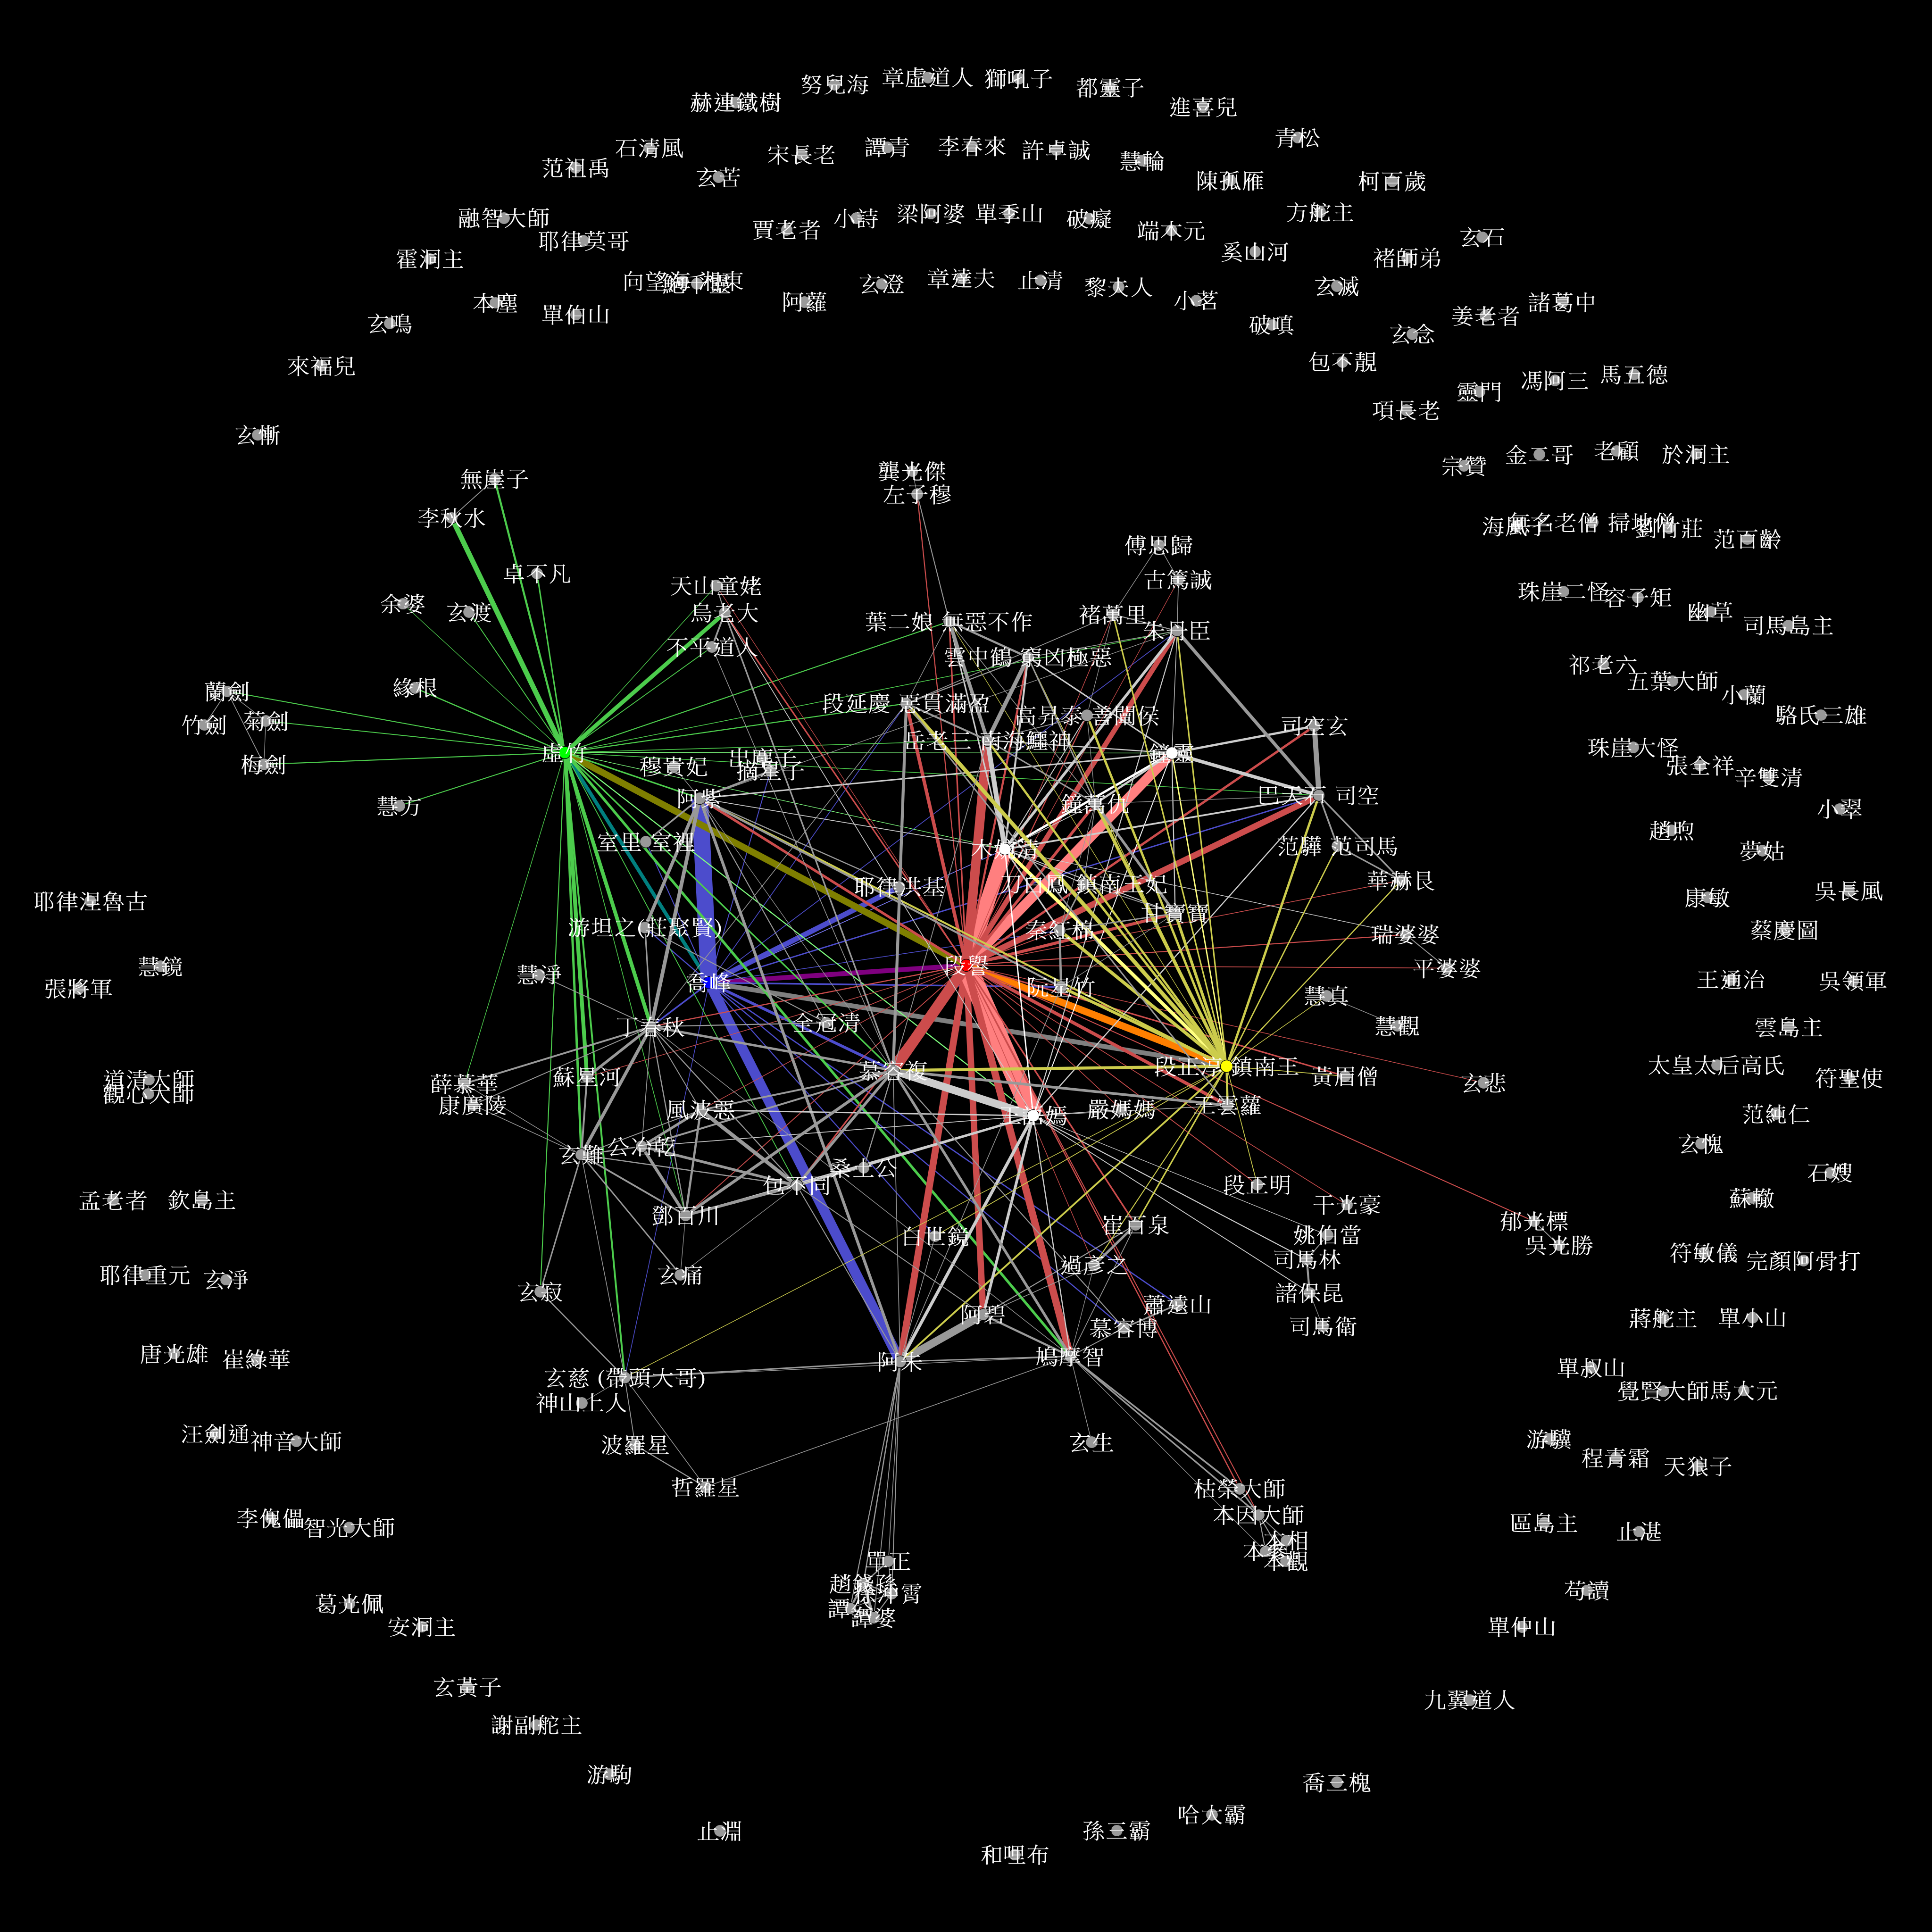 努兒海
章虛道人
獅吼子
都靈子
赫連鐵樹
進喜兒
青松
石清風
宋長老
譚青
李春來
許卓誠
慧輪
范祖禹
玄苦
陳孤雁
柯百歲
融智大師
賈老者
小詩
梁阿婆
單季山
破癡
端木元
方舵主
耶律莫哥
奚山河
玄石
霍洞主
褚師弟
阿蘿
玄澄
章達夫
止清
黎夫人
小茗
玄滅
本塵
單伯山
姜老者
諸葛中
玄鳴
破嗔
玄念
來福兒
包不靚
馮阿三
馬五德
靈門
項長老
玄慚
龔光傑
左子穆
無崖子
李秋水
宗贊
金二哥
老顧
於洞主
范百齡
傅思歸
古篤誠
卓不凡
天山童姥
烏老大
不平道人
余婆
玄渡
葉二娘 無惡不作
褚萬里
朱丹臣
珠崖二怪
容子矩
幽草
司馬島主
雲中鶴 窮凶極惡
祁老六
五葉大師
小蘭
緣根
蘭劍
竹劍
菊劍
梅劍
段延慶 惡貫滿盈
高昇泰 善闡侯
岳老三 南海鱷神
司空玄
駱氏三雄
虛竹
鐘靈
珠崖大怪
張全祥
辛雙清
穆貴妃
出塵子
摘星子
慧方
阿紫
鐘萬仇
巴天石 司空
小翠
室里 室裡
木婉清
范驊 范司馬
趙煦
夢姑
耶律洪基
刀白鳳 鎮南王妃
華赫艮
康敏
吳長風
耶律涅魯古
甘寶寶
游坦之(莊聚賢)
秦紅棉
瑞婆婆
蔡慶圖
慧鏡
慧淨
段譽
平婆婆
張將軍
喬峰
阮星竹
慧真
王通治
吳領軍
丁春秋
全冠清
慧觀
雲島主
道清大師
觀心大師
薛慕華
康廣陵
蘇星河
慕容複
段正淳 鎮南王
黃眉僧
玄悲
太皇太后高氏
符聖使
風波惡
王語嫣
嚴媽媽
王雲蘿
范純仁
玄難
公冶乾
玄愧
包不同
桑土公
段正明
石嫂
孟老者
欽島主
鄧百川
干光豪
蘇轍
白世鏡
崔百泉
姚伯當
郁光標
吳光勝
耶律重元
玄淨
玄痛
過彥之
司馬林
符敏儀
完顏阿骨打
玄寂
諸保昆
蕭遠山
阿碧
慕容博
司馬衛
蔣舵主
單小山
唐光雄
崔綠華
阿朱
鳩摩智
單叔山
玄慈 (帶頭大哥)
神山上人
覺賢大師
馬大元
汪劍通
神音大師
波羅星
玄生
游驥
程青霜
天狼子
哲羅星
枯榮大師
李傀儡
智光大師
本因大師
區島主
止湛
本相
本觀
單正
譚婆
葛光佩
安洞主
苟讀
單仲山
玄黃子
九翼道人
謝副舵主
游駒
喬三槐
止淵
孫三霸
哈大霸
和哩布